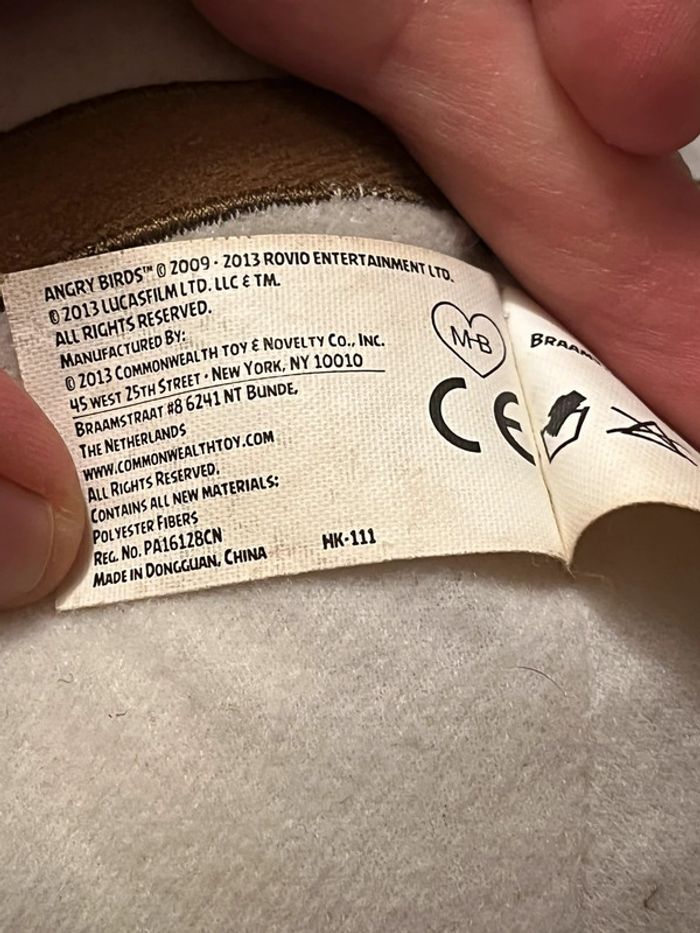 ANGRY BIRDS™ © 2009 · 2013 ROVIO ENTERTAINMENT LTD.
© 2013 LUCASFILM LTD. LLC & TM.
ALL RIGHTS RESERVED.
MANUFACTURED BY:
© 2013 COMMONWEALTH TOY & NOVELTY CO., INC.
45 WEST 25TH STREET · NEW YORK, NY 10010
BRAAMSTRAAT #8 6241 NT BUNDE,
THE NETHERLANDS
WWW.COMMONWEALTHTOY.COM
ALL RIGHTS RESERVED.
CONTAINS ALL NEW MATERIALS:
POLYESTER FIBERS
REG. NO. PA16128CN
MADE IN DONGGUAN, CHINA
HK-111
MHB
CE